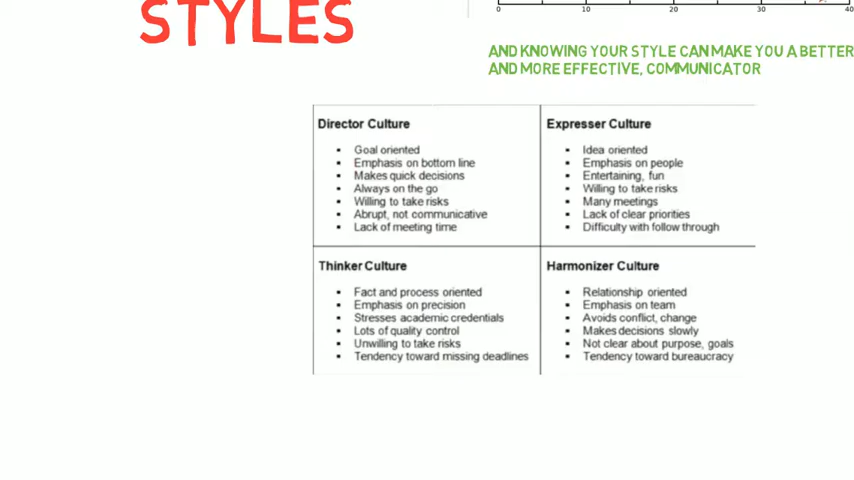 STYLES
0 10 20 30 40
AND KNOWING YOUR STYLE CAN MAKE YOU A BETTER
AND MORE EFFECTIVE, COMMUNICATOR
Director Culture
▪ Goal oriented
▪ Emphasis on bottom line
▪ Makes quick decisions
▪ Always on the go
▪ Willing to take risks
▪ Abrupt, not communicative
▪ Lack of meeting time
Expresser Culture
▪ Idea oriented
▪ Emphasis on people
▪ Entertaining, fun
▪ Willing to take risks
▪ Many meetings
▪ Lack of clear priorities
▪ Difficulty with follow through
Thinker Culture
▪ Fact and process oriented
▪ Emphasis on precision
▪ Stresses academic credentials
▪ Lots of quality control
▪ Unwilling to take risks
▪ Tendency toward missing deadlines
Harmonizer Culture
▪ Relationship oriented
▪ Emphasis on team
▪ Avoids conflict, change
▪ Makes decisions slowly
▪ Not clear about purpose, goals
▪ Tendency toward bureaucracy